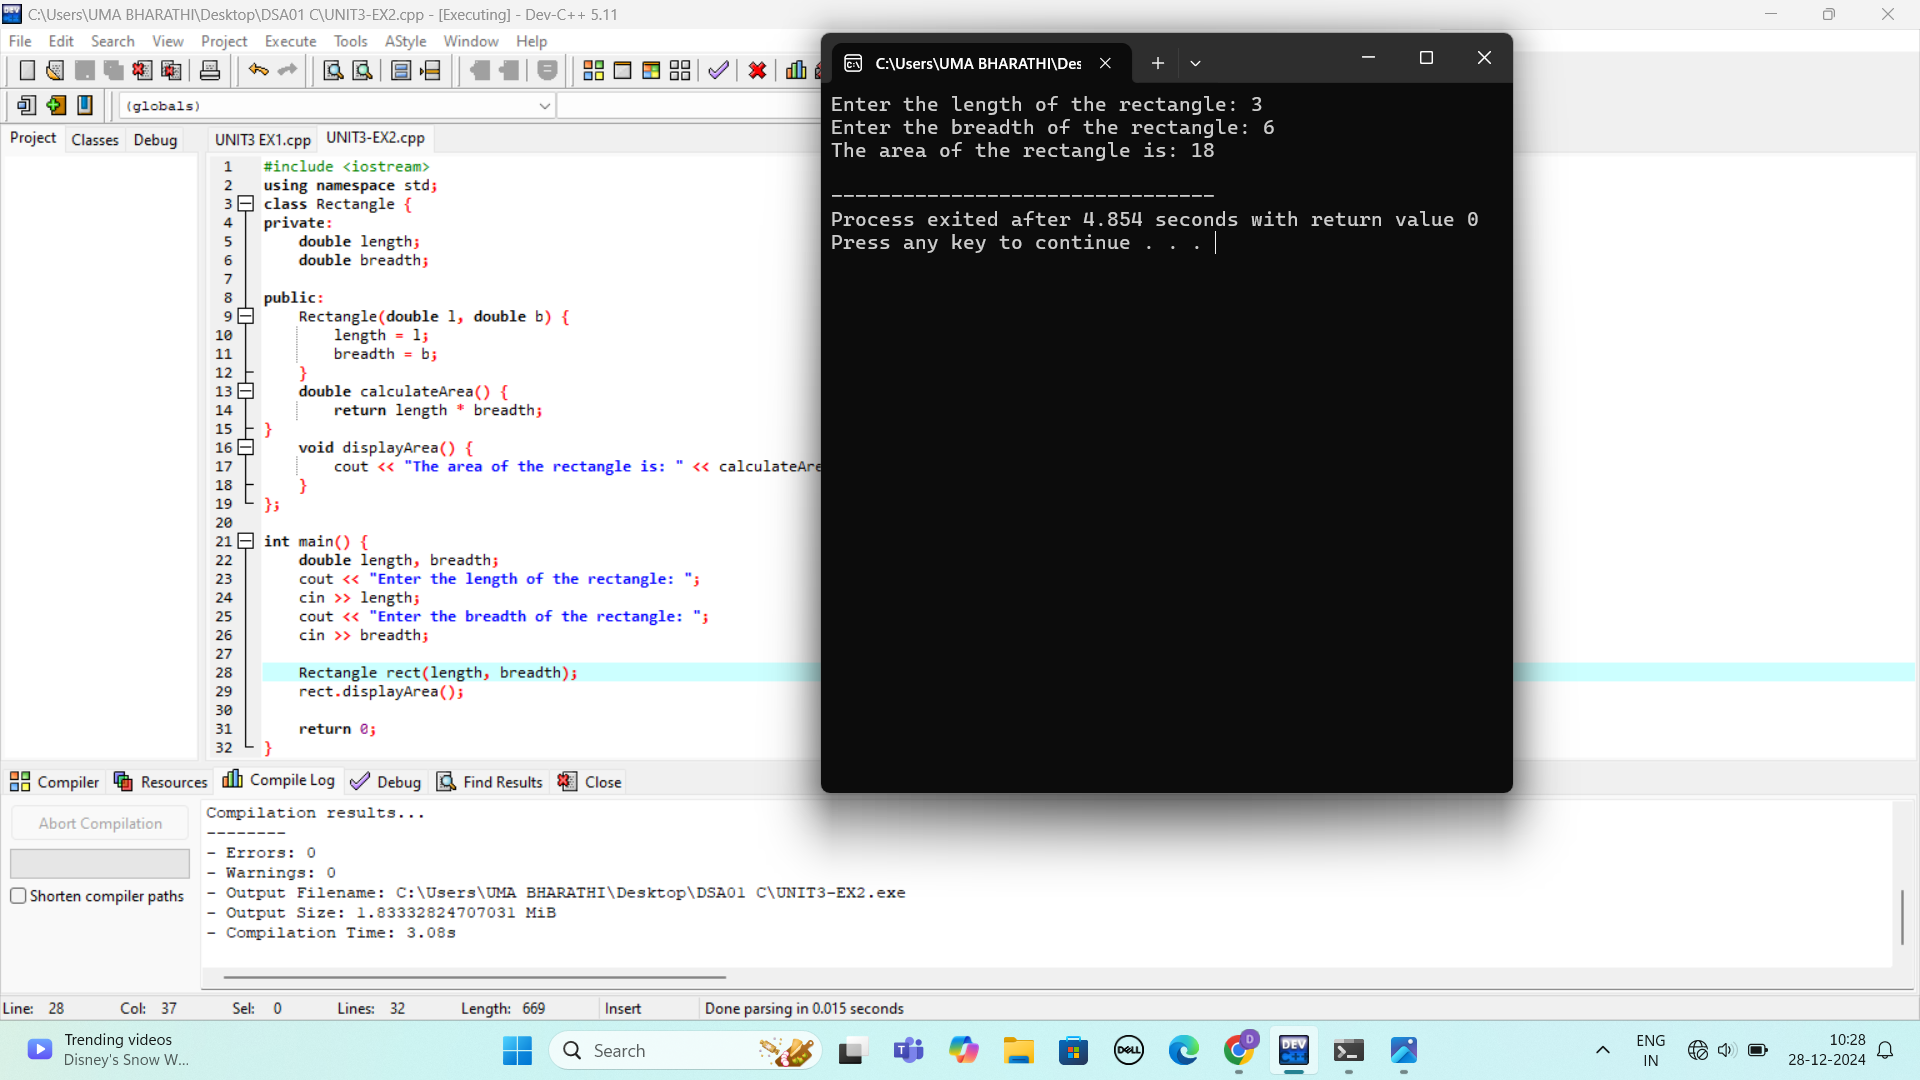 C:\Users\UMA BHARATHI\Desktop\DSA01 C\UNIT3-EX2.cpp - [Executing] - Dev-C++ 5.11
File Edit Search View Project Execute Tools AStyle Window Help
(globals)
Project Classes Debug
UNIT3 EX1.cpp UNIT3-EX2.cpp
1 #include <iostream>
2 using namespace std;
3 class Rectangle {
4 private:
5 double length;
6 double breadth;
7
8 public:
9 Rectangle(double l, double b) {
10 length = l;
11 breadth = b;
12 }
13 double calculateArea() {
14 return length * breadth;
15 }
16 void displayArea() {
17 cout << "The area of the rectangle is: " << calculateAre
18 }
19 };
20
21 int main() {
22 double length, breadth;
23 cout << "Enter the length of the rectangle: ";
24 cin >> length;
25 cout << "Enter the breadth of the rectangle: ";
26 cin >> breadth;
27
28 Rectangle rect(length, breadth);
29 rect.displayArea();
30
31 return 0;
32 }
C:\Users\UMA BHARATHI\Des
Enter the length of the rectangle: 3
Enter the breadth of the rectangle: 6
The area of the rectangle is: 18
--------------------------------
Process exited after 4.854 seconds with return value 0
Press any key to continue . . .
Compiler Resources Compile Log Debug Find Results Close
Abort Compilation
Shorten compiler paths
Compilation results...
--------
- Errors: 0
- Warnings: 0
- Output Filename: C:\Users\UMA BHARATHI\Desktop\DSA01 C\UNIT3-EX2.exe
- Output Size: 1.83332824707031 MiB
- Compilation Time: 3.08s
Line: 28 Col: 37 Sel: 0 Lines: 32 Length: 669 Insert Done parsing in 0.015 seconds
Trending videos
Disney's Snow W...
Search
DELL
D
DEV
ENG
IN
10:28
28-12-2024